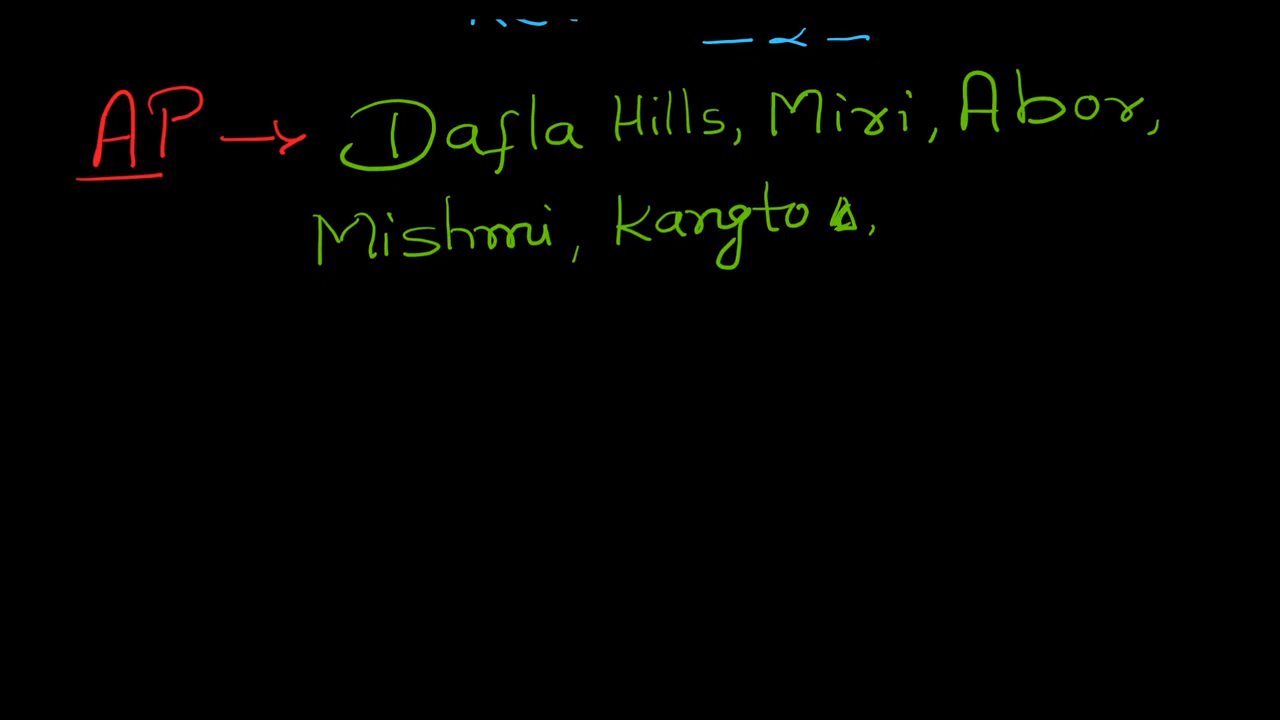 AP → Dafla Hills, Miri, Abor,
Mishmi, Kangto ∆,